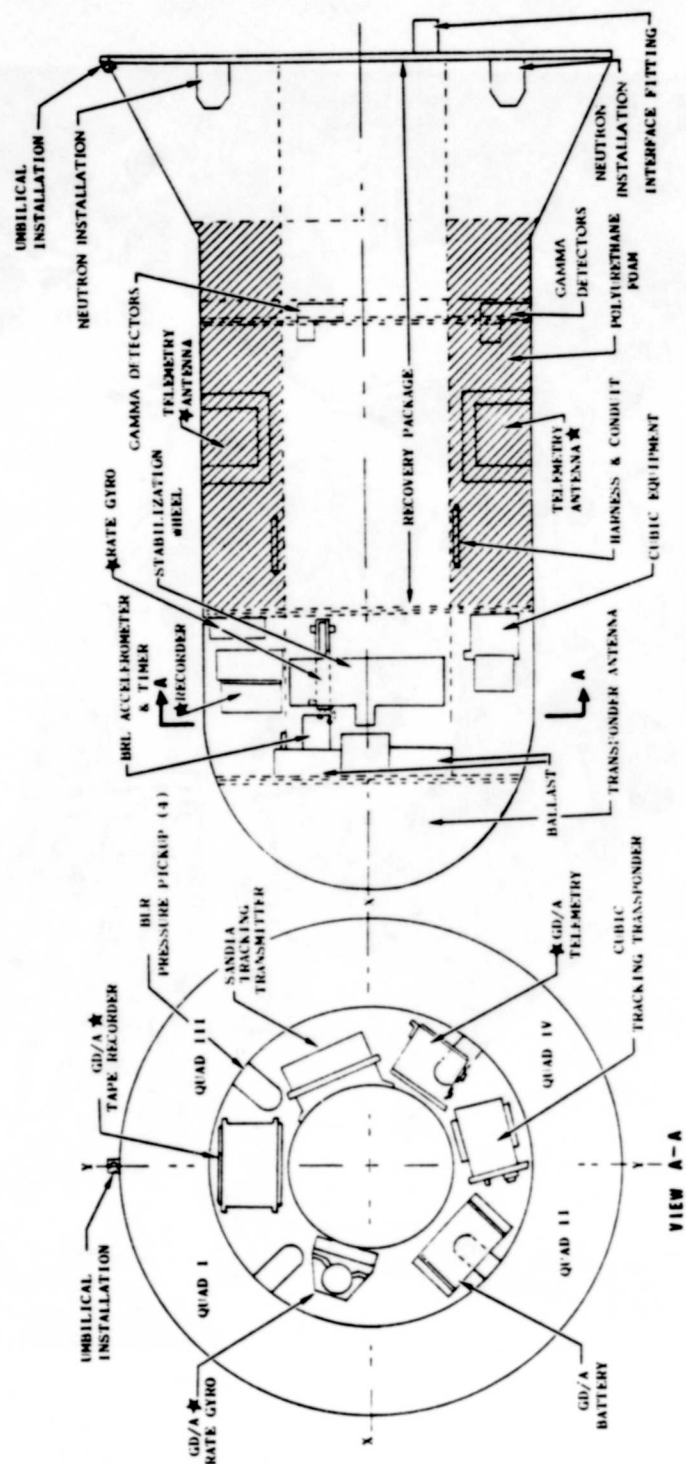 UMBILICAL
INSTALLATION
NEUTRON INSTALLATION
GAMMA DETECTORS
TELEMETRY
★ANTENNA
★RATE GYRO
STABILIZATION
WHEEL
BRL ACCELEROMETER
& TIMER
★RECORDER
A
RECOVERY PACKAGE
NEUTRON
INSTALLATION
INTERFACE FITTING
GAMMA
DETECTORS
POLYURETHANE
FOAM
TELEMETRY
ANTENNA★
HARNESS & CONDUIT
CUBIC EQUIPMENT
A
TRANSPONDER ANTENNA
BALLAST
X
BLR
PRESSURE PICKUP (4)
SANDIA
TRACKING
TRANSMITTER
GD/A★
TAPE RECORDER
QUAD III
★GD/A
TELEMETRY
CUBIC
TRACKING TRANSPONDER
QUAD IV
Y
Y
UMBILICAL
INSTALLATION
QUAD I
QUAD II
GD/A★
RATE GYRO
X
GD/A
BATTERY
VIEW A-A